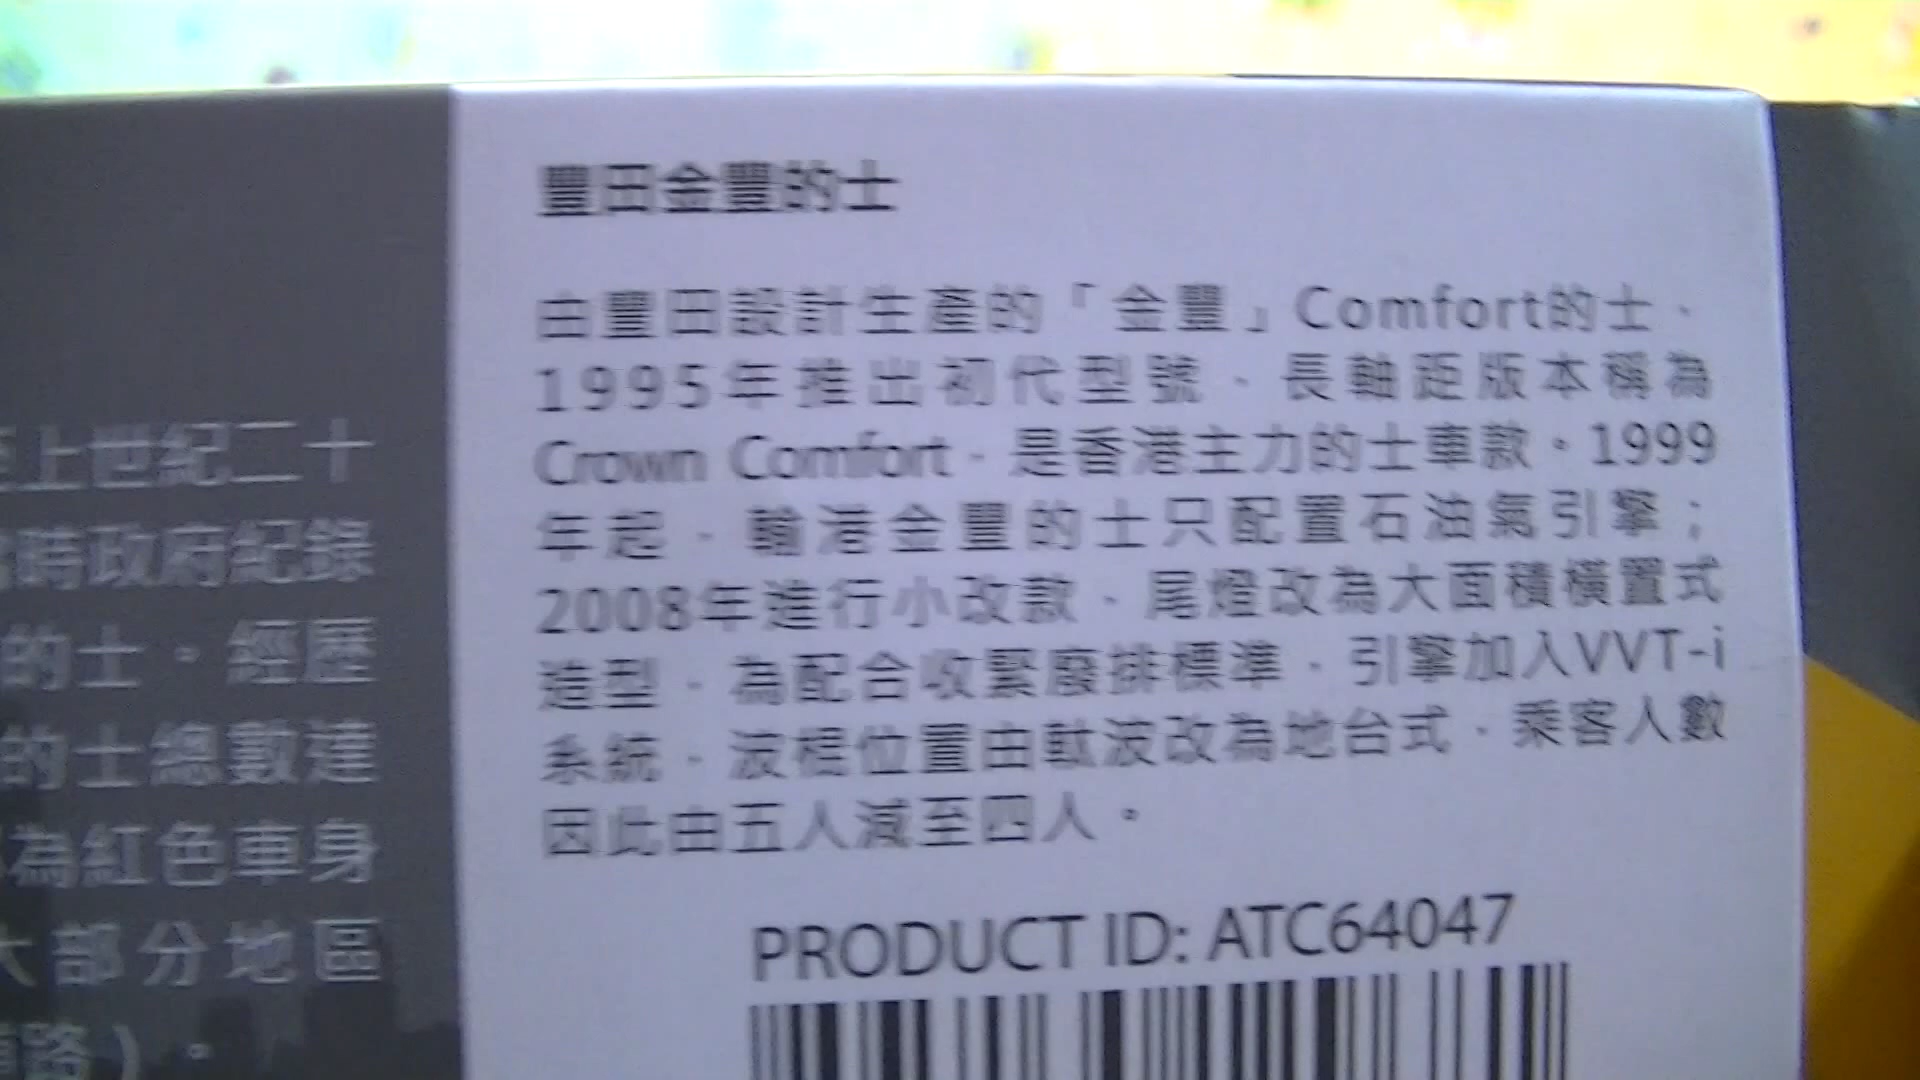 上世紀二十
時政府紀錄
的士。經歷
的士總數達
為紅色車身
大部分地區
路）。
豐田金豐的士
由豐田設計生產的「金豐」Comfort的士，
1995年推出初代型號，長軸距版本稱為
Crown Comfort，是香港主力的士車款。1999
年起，輸港金豐的士只配置石油氣引擎；
2008年進行小改款，尾燈改為大面積橫置式
造型，為配合收緊廢排標準，引擎加入VVT-i
系統，波棍位置由軚波改為地台式，乘客人數
因此由五人減至四人。
PRODUCT ID: ATC64047